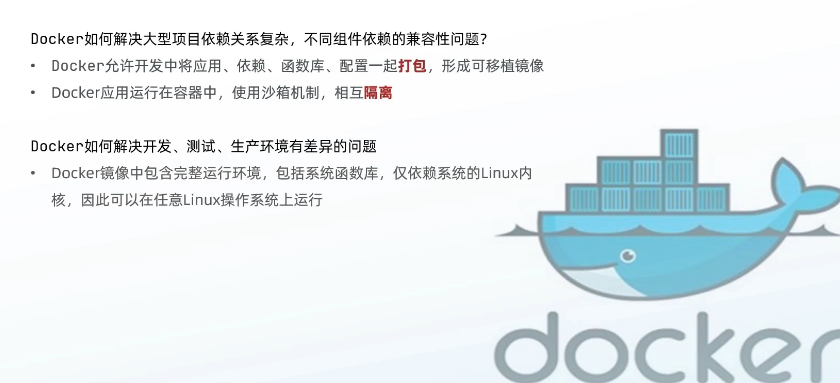 Docker如何解决大型项目依赖关系复杂，不同组件依赖的兼容性问题？
• Docker允许开发中将应用、依赖、函数库、配置一起打包，形成可移植镜像
• Docker应用运行在容器中，使用沙箱机制，相互隔离
Docker如何解决开发、测试、生产环境有差异的问题
• Docker镜像中包含完整运行环境，包括系统函数库，仅依赖系统的Linux内
核，因此可以在任意Linux操作系统上运行
docker